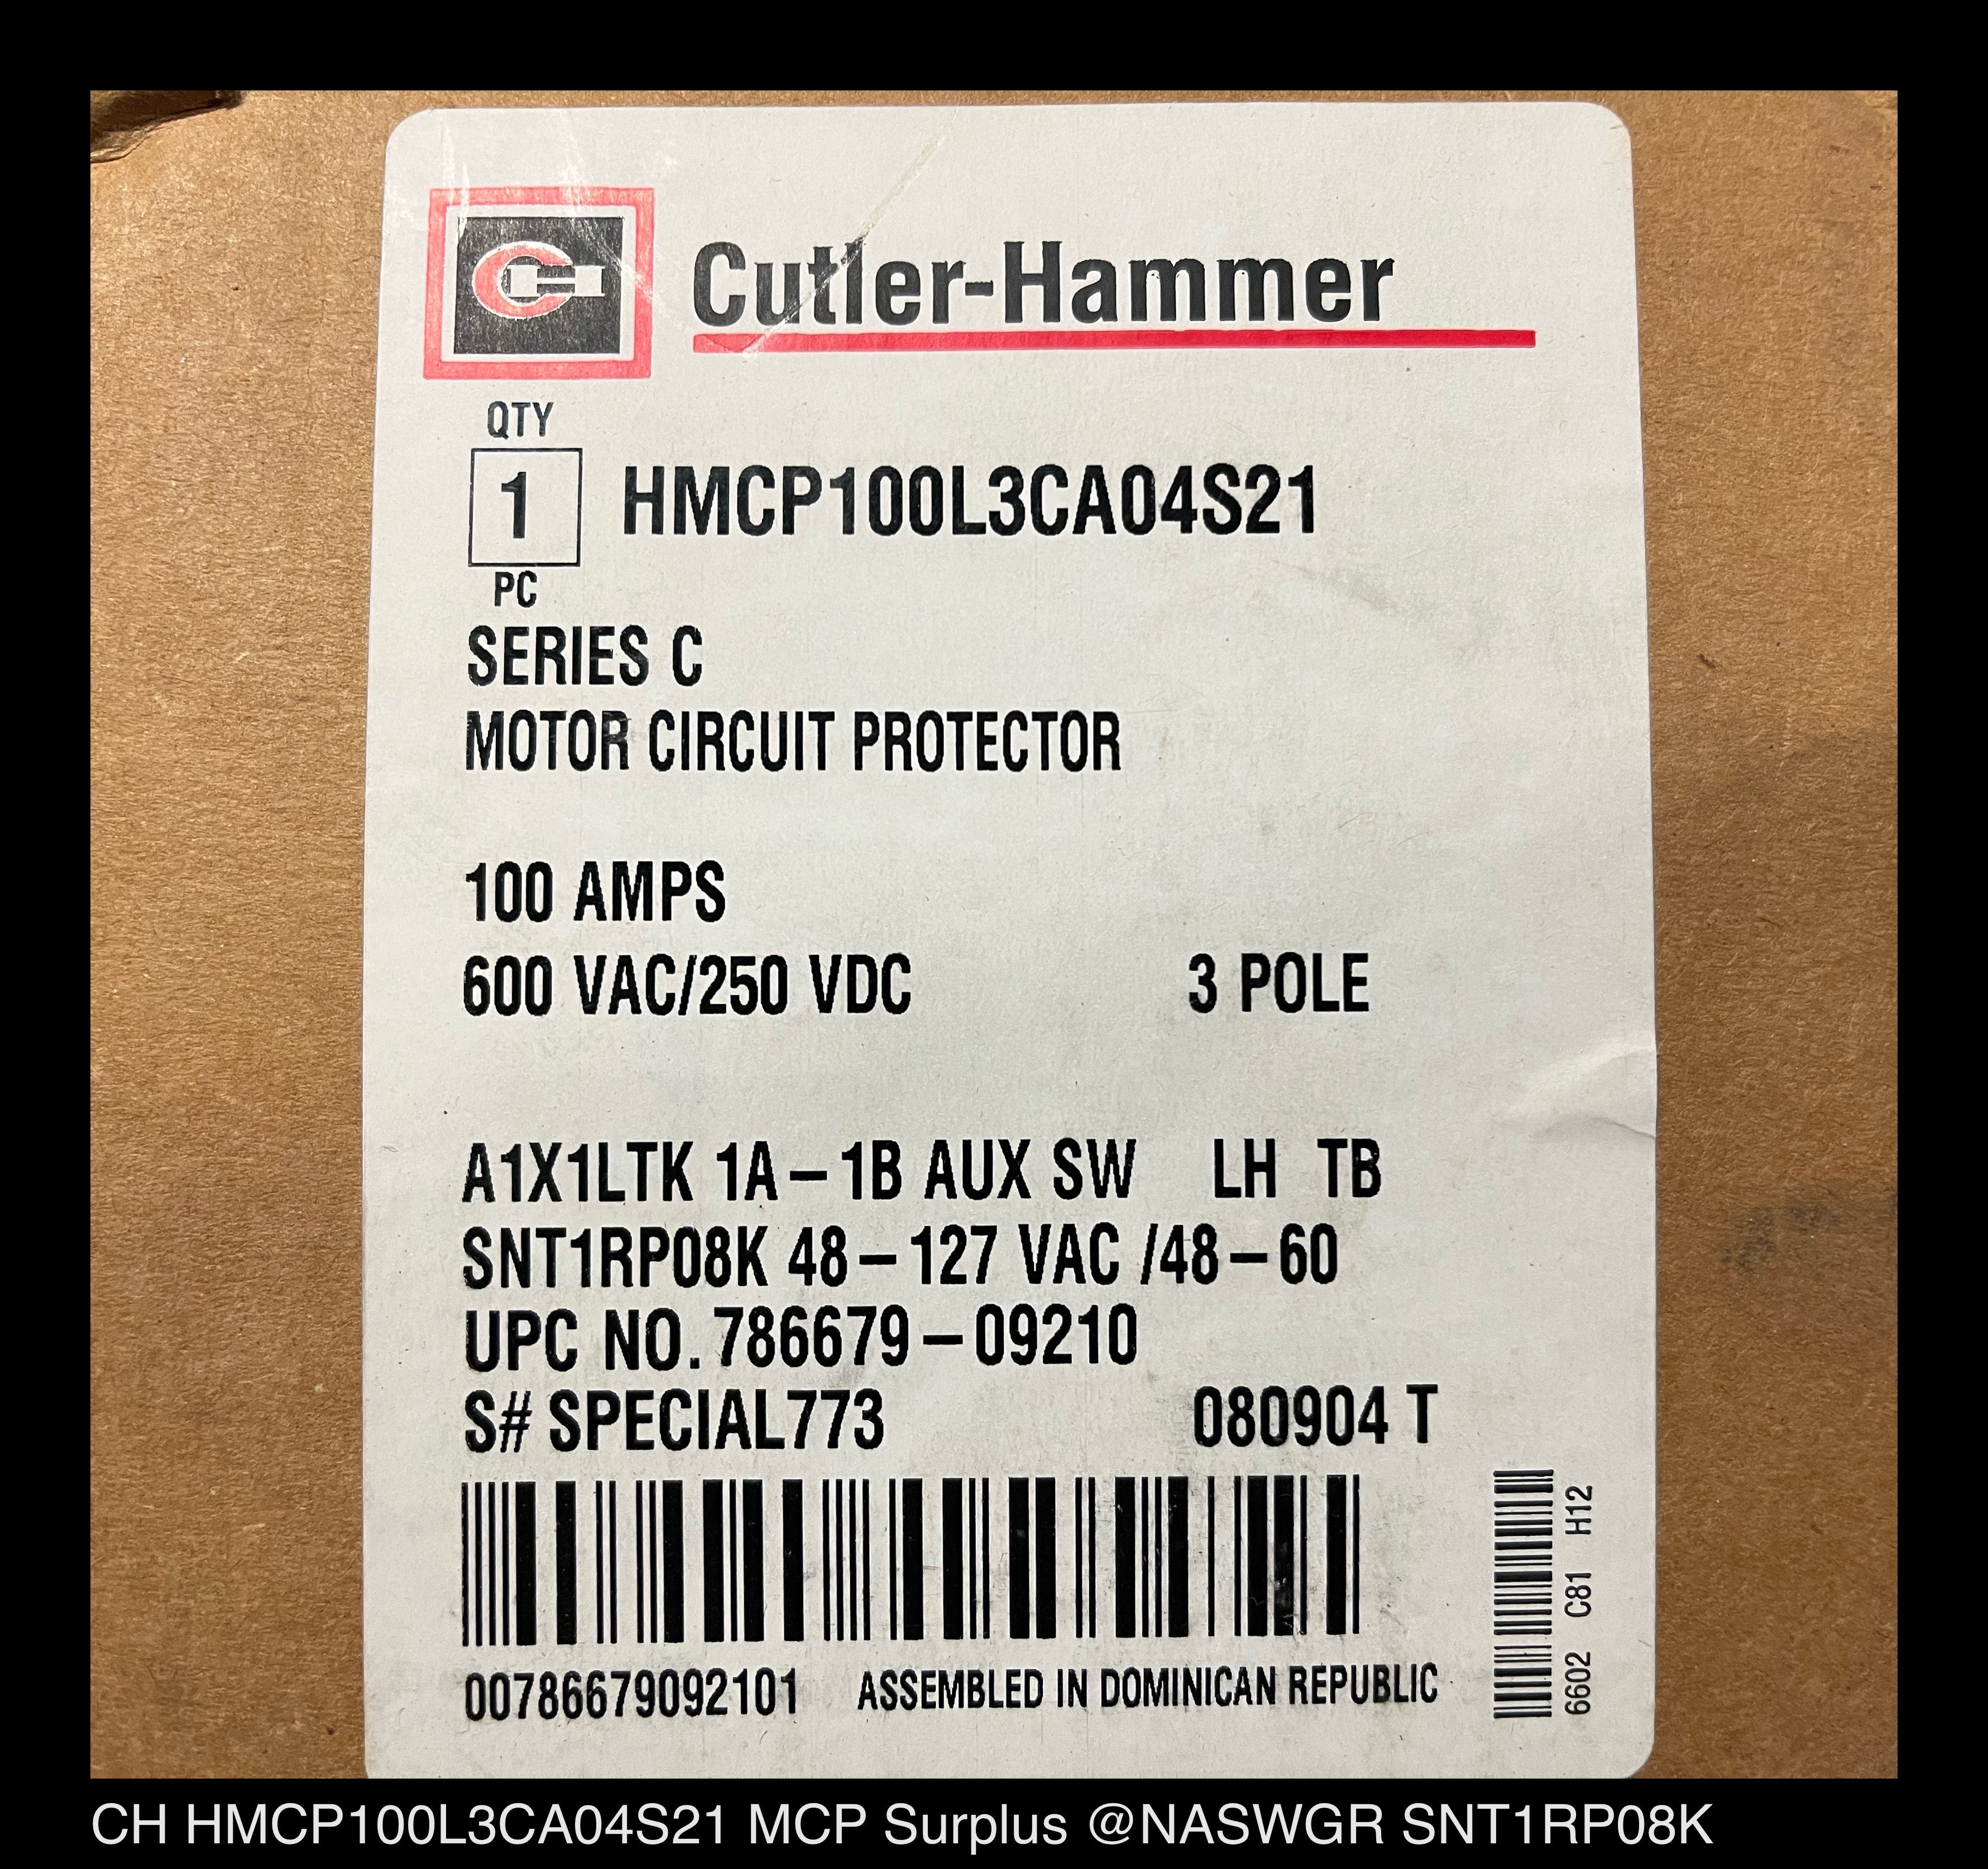 CH Cutler-Hammer
QTY
1 HMCP100L3CA04S21
PC
SERIES C
MOTOR CIRCUIT PROTECTOR
100 AMPS
600 VAC/250 VDC 3 POLE
A1X1LTK 1A–1B AUX SW LH TB
SNT1RP08K 48–127 VAC /48–60
UPC NO. 786679–09210
S# SPECIAL773 080904 T
00786679092101 ASSEMBLED IN DOMINICAN REPUBLIC
6602 C81 H12
CH HMCP100L3CA04S21 MCP Surplus @NASWGR SNT1RP08K